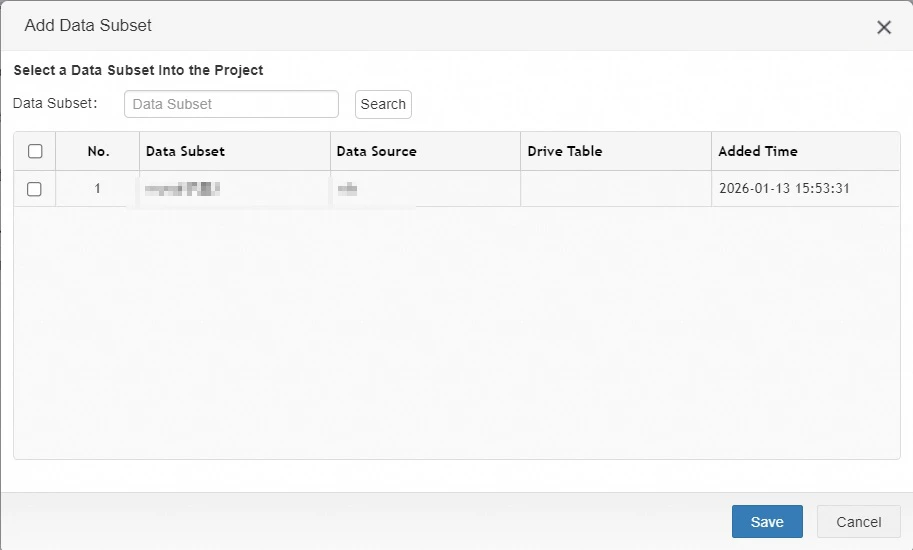 Add Data Subset
Select a Data Subset Into the Project
Data Subset: Data Subset Search
No. Data Subset Data Source Drive Table Added Time
1 2026-01-13 15:53:31
Save Cancel